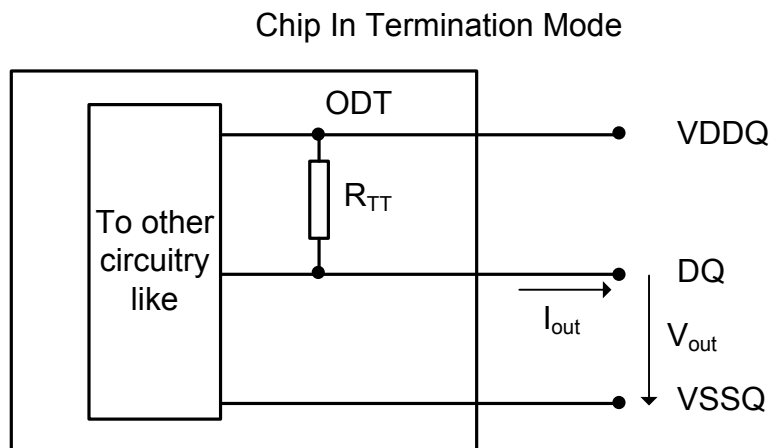 Chip In Termination Mode
ODT
VDDQ
R_TT
To other
circuitry
like
DQ
I_out
V_out
VSSQ